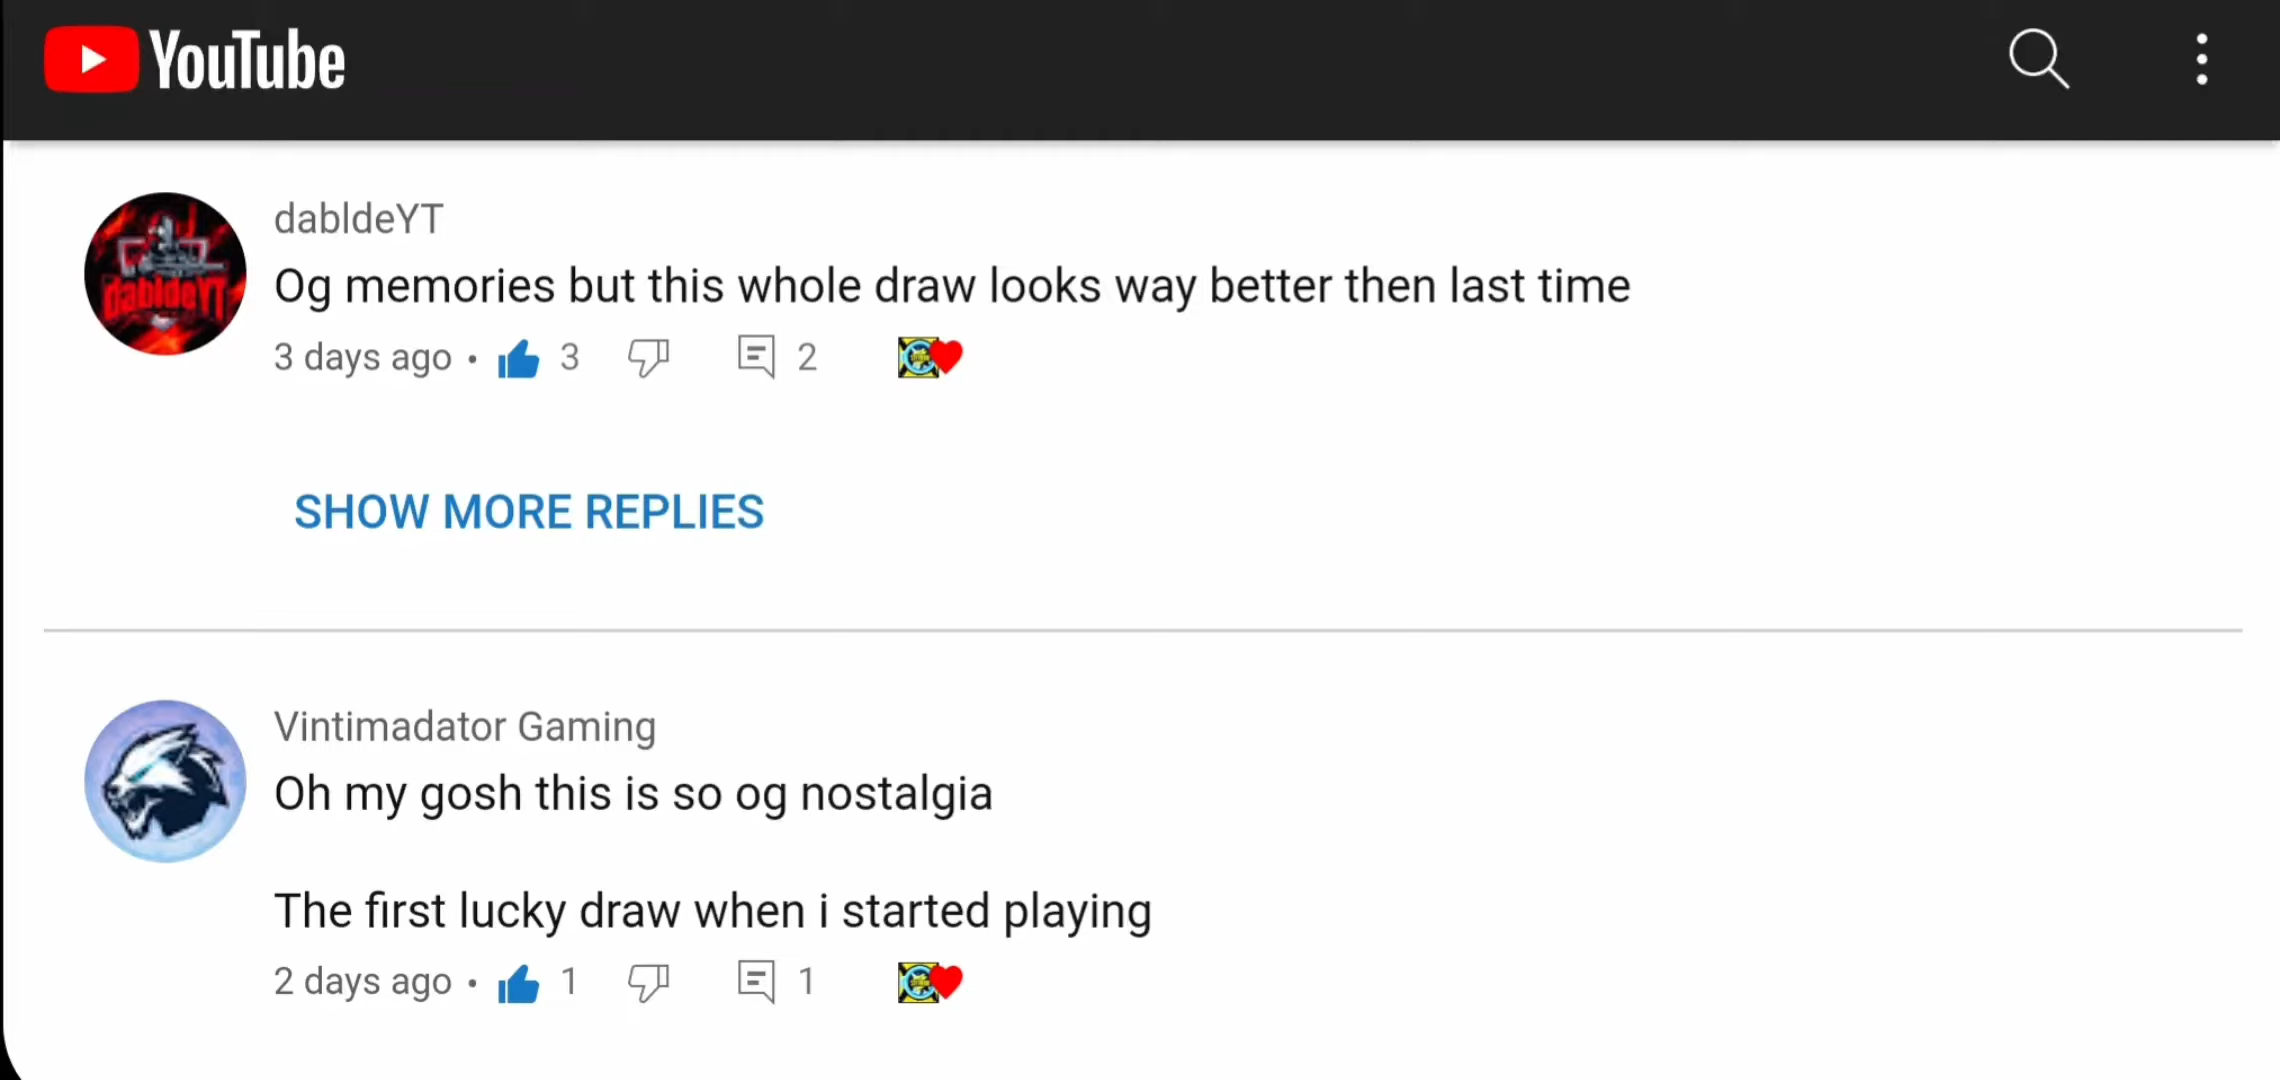 YouTube
dabldeYT
dabldeYT
Og memories but this whole draw looks way better then last time
3 days ago • 3 2
SHOW MORE REPLIES
Vintimadator Gaming
Oh my gosh this is so og nostalgia
The first lucky draw when i started playing
2 days ago • 1 1